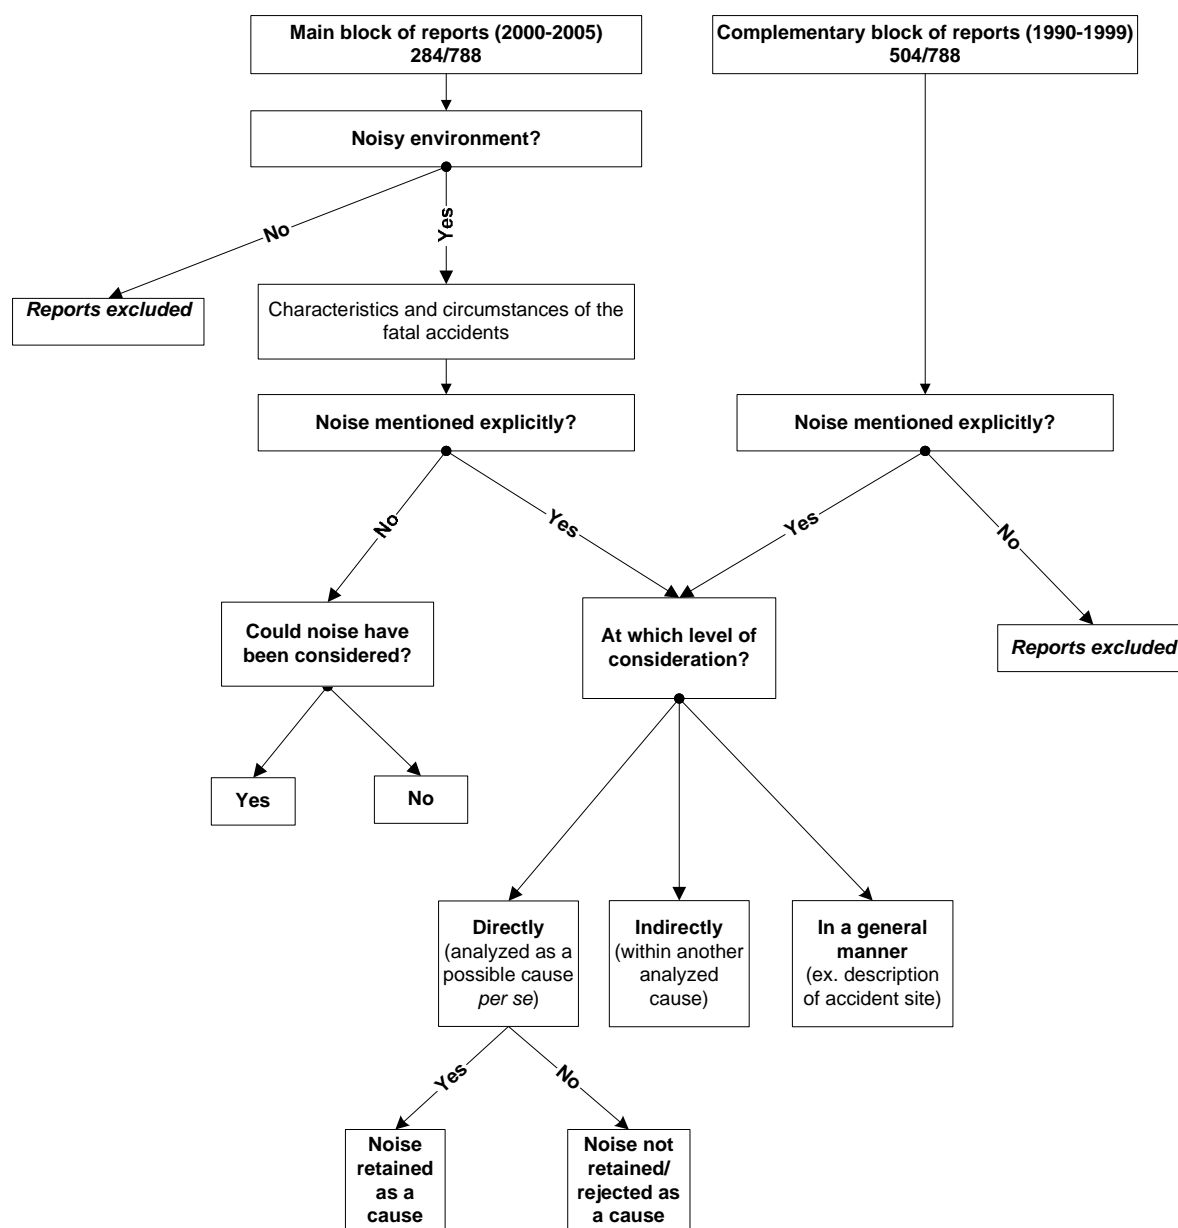 Main block of reports (2000-2005)
284/788
Complementary block of reports (1990-1999)
504/788
Noisy environment?
No
Yes
Reports excluded
Characteristics and circumstances of the
fatal accidents
Noise mentioned explicitly?
Noise mentioned explicitly?
No
Yes
Yes
No
Could noise have
been considered?
At which level of
consideration?
Reports excluded
Yes
No
Directly
(analyzed as a
possible cause
per se)
Indirectly
(within another
analyzed
cause)
In a general
manner
(ex. description
of accident site)
Yes
No
Noise
retained
as a
cause
Noise not
retained/
rejected as
a cause